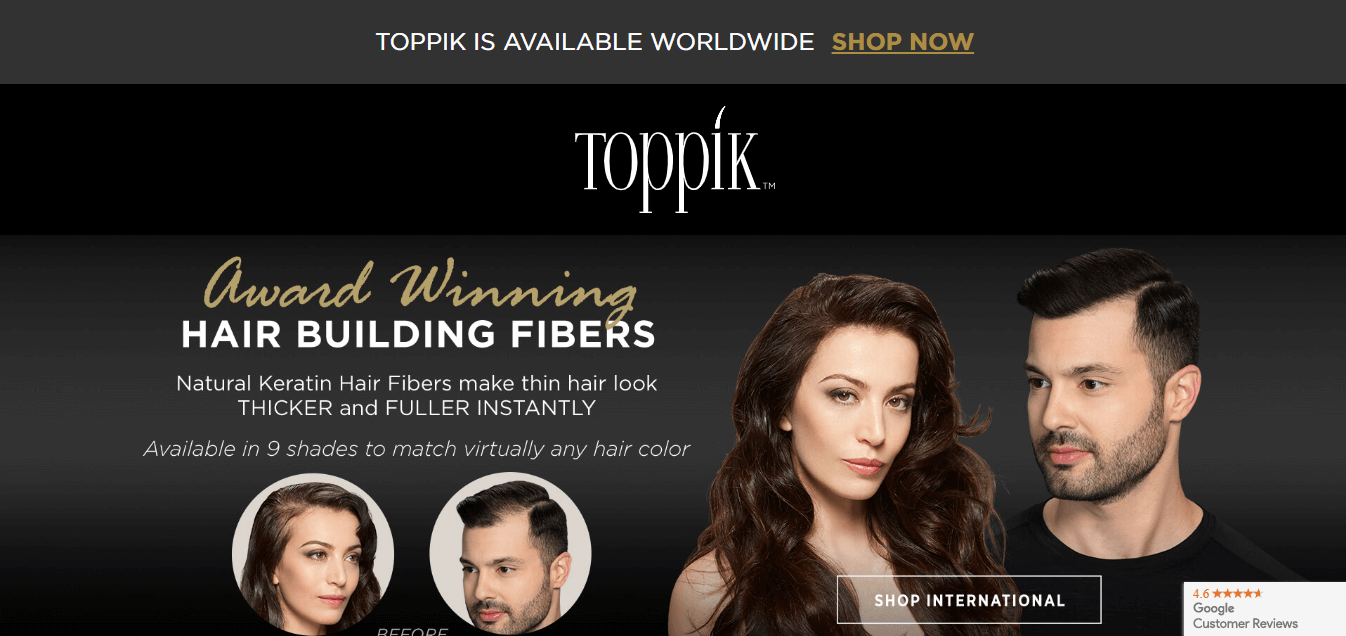 TOPPIK IS AVAILABLE WORLDWIDE SHOP NOW
Toppik™
Award Winning
HAIR BUILDING FIBERS
Natural Keratin Hair Fibers make thin hair look
THICKER and FULLER INSTANTLY
Available in 9 shades to match virtually any hair color
BEFORE
SHOP INTERNATIONAL
4.6
Google
Customer Reviews